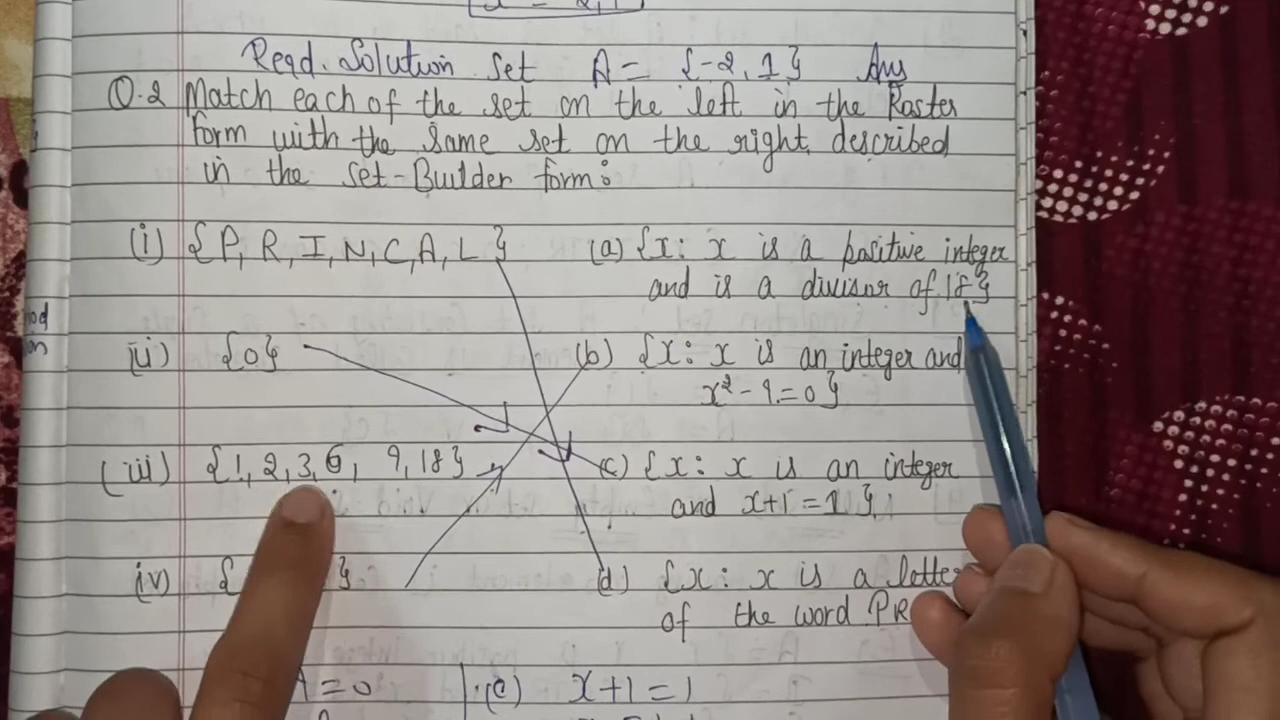 Read. Solution Set A = {-2, 1} Ans
Q.2 Match each of the set on the left in the Roster
form with the same set on the right, described
in the set-Builder form:
(i) {P, R, I, N, C, A, L} (a) {x: x is a positive integer
and is a divisor of 18}
(ii) {0} (b) {x: x is an integer and
x² - 9 = 0}
(iii) {1, 2, 3, 6, 9, 18} (c) {x: x is an integer
and x+1 = 1}
(iv) { } (d) {x: x is a
of the word
= 0 (c) x+1 = 1